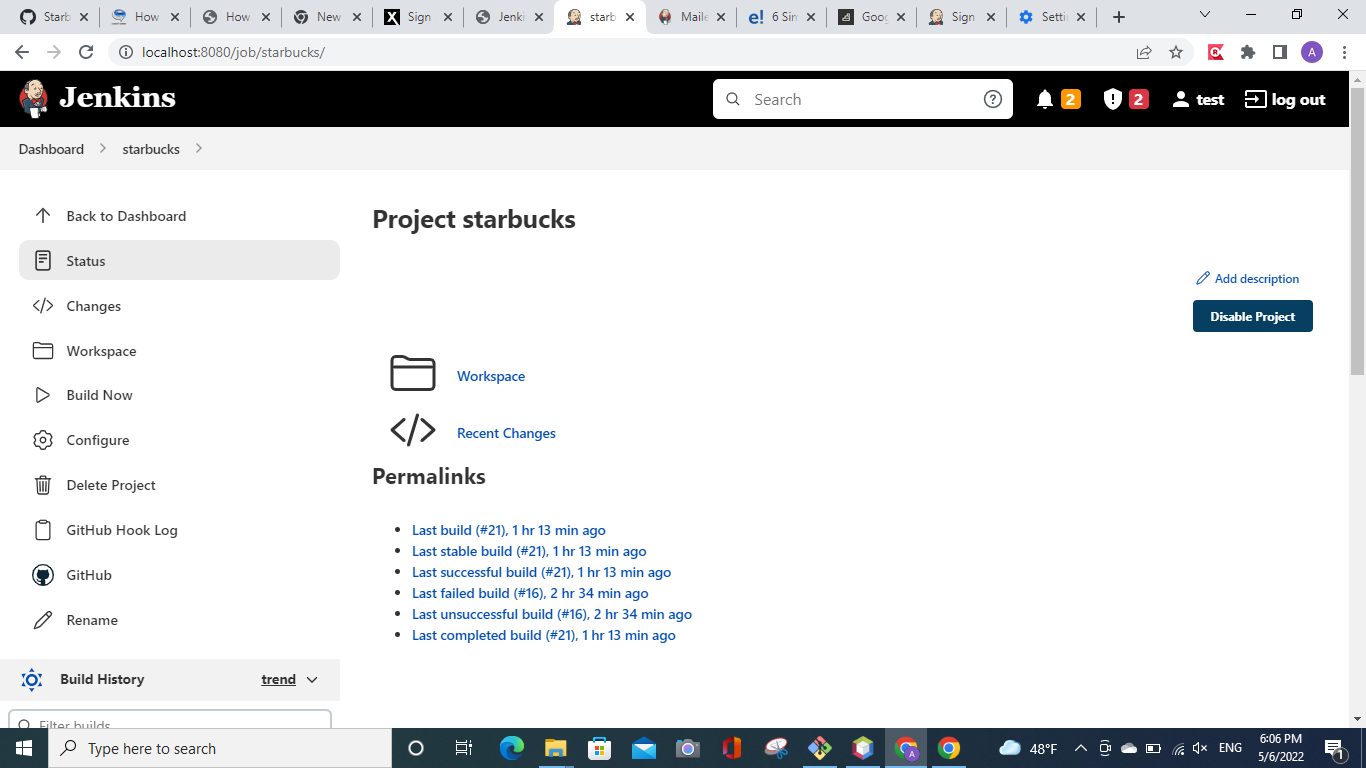 Starb How How New Sign Jenki starb Maile 6 Sim Goog Sign Setti
localhost:8080/job/starbucks/ A
Jenkins Search 2 2 test log out
Dashboard starbucks
Back to Dashboard
Project starbucks
Status
Add description
Changes
Disable Project
Workspace
Workspace
Build Now
Recent Changes
Configure
Permalinks
Delete Project
GitHub Hook Log
Last build (#21), 1 hr 13 min ago
Last stable build (#21), 1 hr 13 min ago
GitHub
Last successful build (#21), 1 hr 13 min ago
Last failed build (#16), 2 hr 34 min ago
Rename
Last unsuccessful build (#16), 2 hr 34 min ago
Last completed build (#21), 1 hr 13 min ago
Build History trend
Filter builds
Type here to search 48°F ENG 6:06 PM
5/6/2022 1